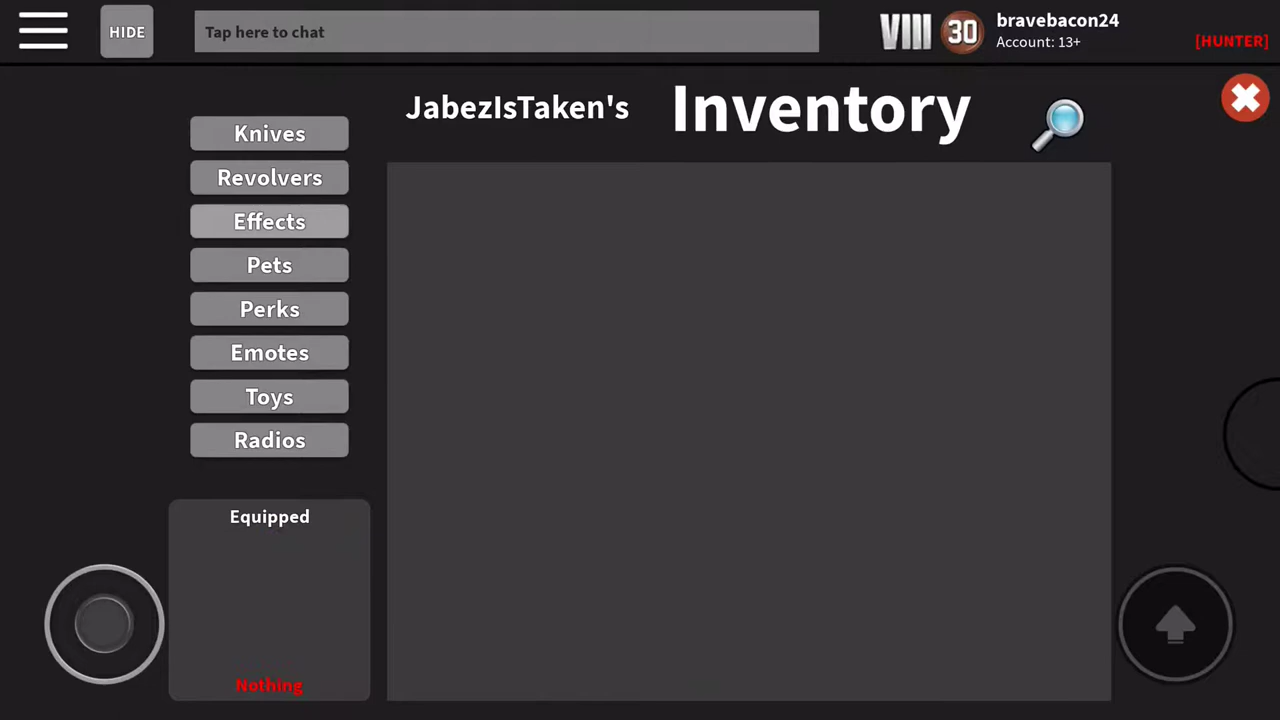 HIDE
Tap here to chat
VIII
30
bravebacon24
Account: 13+
[HUNTER]
JabezIsTaken's
Inventory
Knives
Revolvers
Effects
Pets
Perks
Emotes
Toys
Radios
Equipped
Nothing